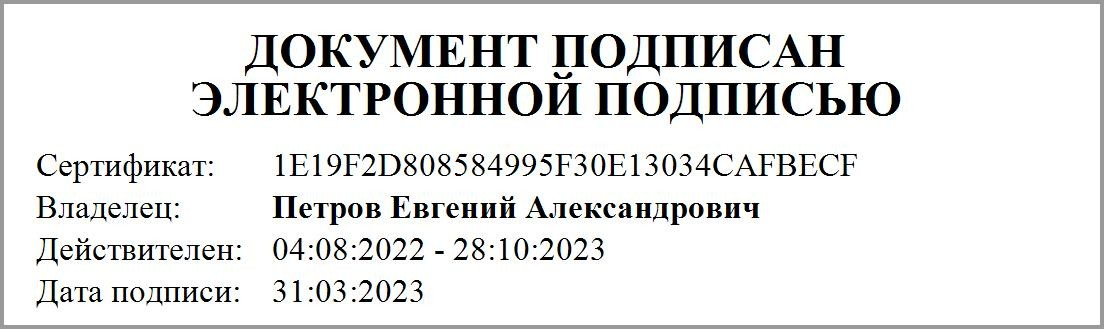 ДОКУМЕНТ ПОДПИСАН
ЭЛЕКТРОННОЙ ПОДПИСЬЮ
Сертификат: 1E19F2D808584995F30E13034CAFBECF
Владелец: Петров Евгений Александрович
Действителен: 04:08:2022 - 28:10:2023
Дата подписи: 31:03:2023